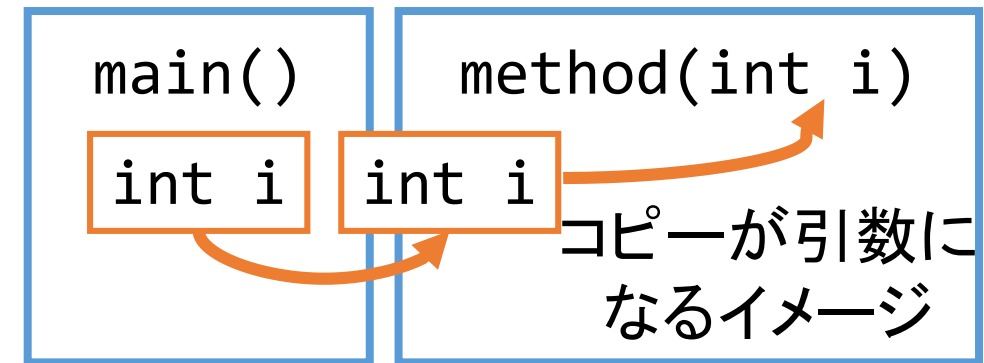 main()
method(int i)
int i
int i
コピーが引数に
なるイメージ